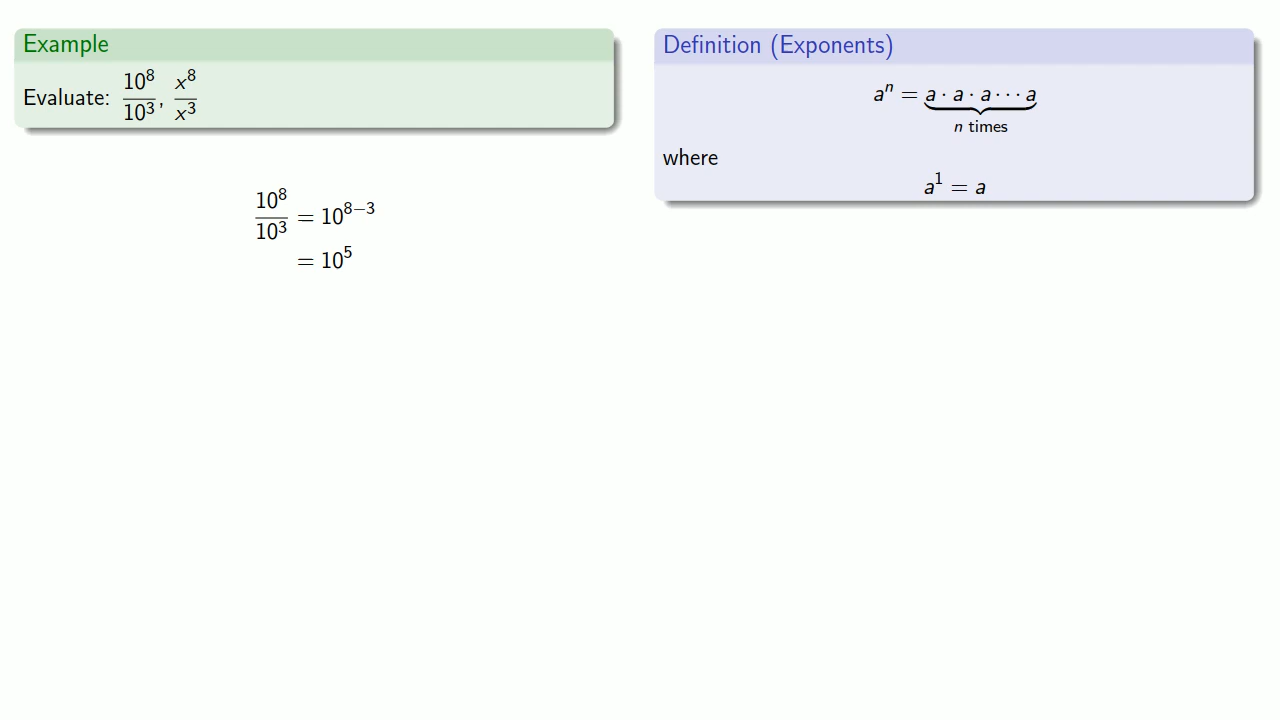 Example
Evaluate: 10^8/10^3, x^8/x^3
10^8/10^3 = 10^{8−3}
= 10^5
Definition (Exponents)
a^n = a · a · a · · · a
n times
where
a^1 = a